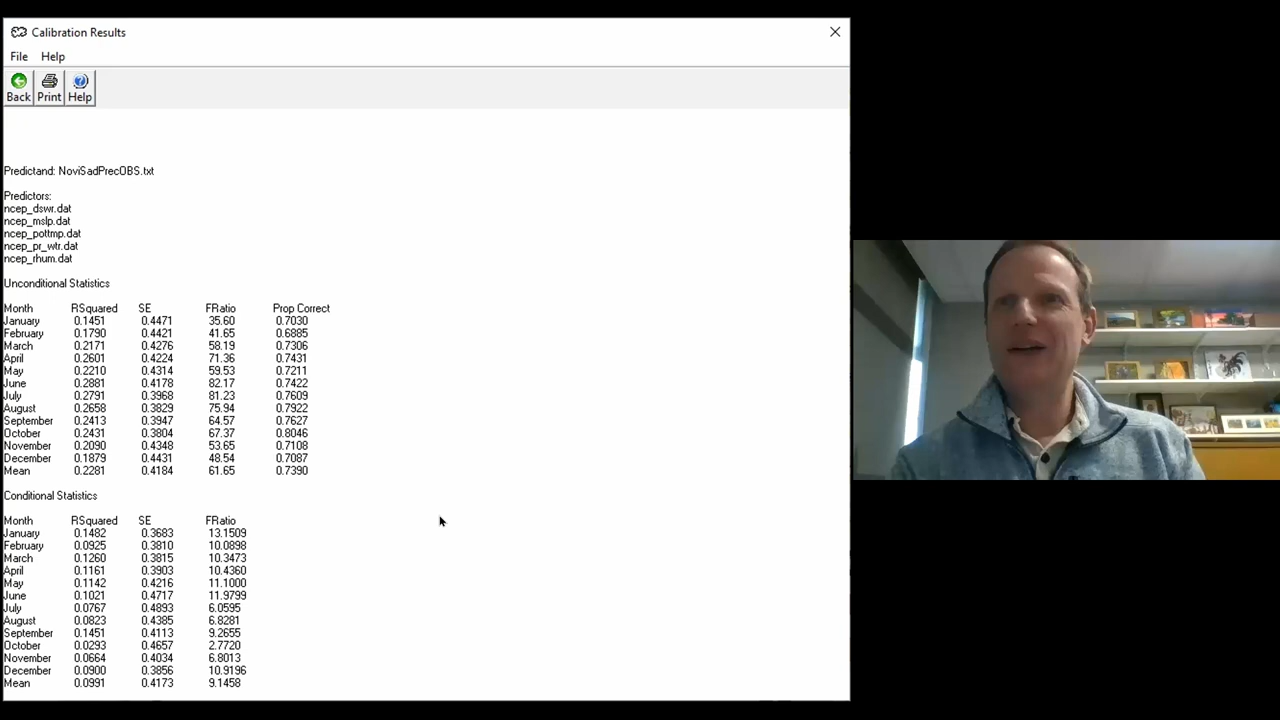 Calibration Results
File Help
Back Print Help
Predictand: NoviSadPrecOBS.txt
Predictors:
ncep_dswr.dat
ncep_mslp.dat
ncep_pottmp.dat
ncep_pr_wtr.dat
ncep_rhum.dat
Unconditional Statistics
Month RSquared SE FRatio Prop Correct
January 0.1451 0.4471 35.60 0.7030
February 0.1790 0.4421 41.65 0.6885
March 0.2171 0.4276 58.19 0.7306
April 0.2601 0.4224 71.36 0.7431
May 0.2210 0.4314 59.53 0.7211
June 0.2881 0.4178 82.17 0.7422
July 0.2791 0.3968 81.23 0.7609
August 0.2658 0.3829 75.94 0.7922
September 0.2413 0.3947 64.57 0.7627
October 0.2431 0.3804 67.37 0.8046
November 0.2090 0.4348 53.65 0.7108
December 0.1879 0.4431 48.54 0.7087
Mean 0.2281 0.4184 61.65 0.7390
Conditional Statistics
Month RSquared SE FRatio
January 0.1482 0.3683 13.1509
February 0.0925 0.3810 10.0898
March 0.1260 0.3815 10.3473
April 0.1161 0.3903 10.4360
May 0.1142 0.4216 11.1000
June 0.1021 0.4717 11.9799
July 0.0767 0.4893 6.0595
August 0.0823 0.4385 6.8281
September 0.1451 0.4113 9.2655
October 0.0293 0.4657 2.7720
November 0.0664 0.4034 6.8013
December 0.0900 0.3856 10.9196
Mean 0.0991 0.4173 9.1458